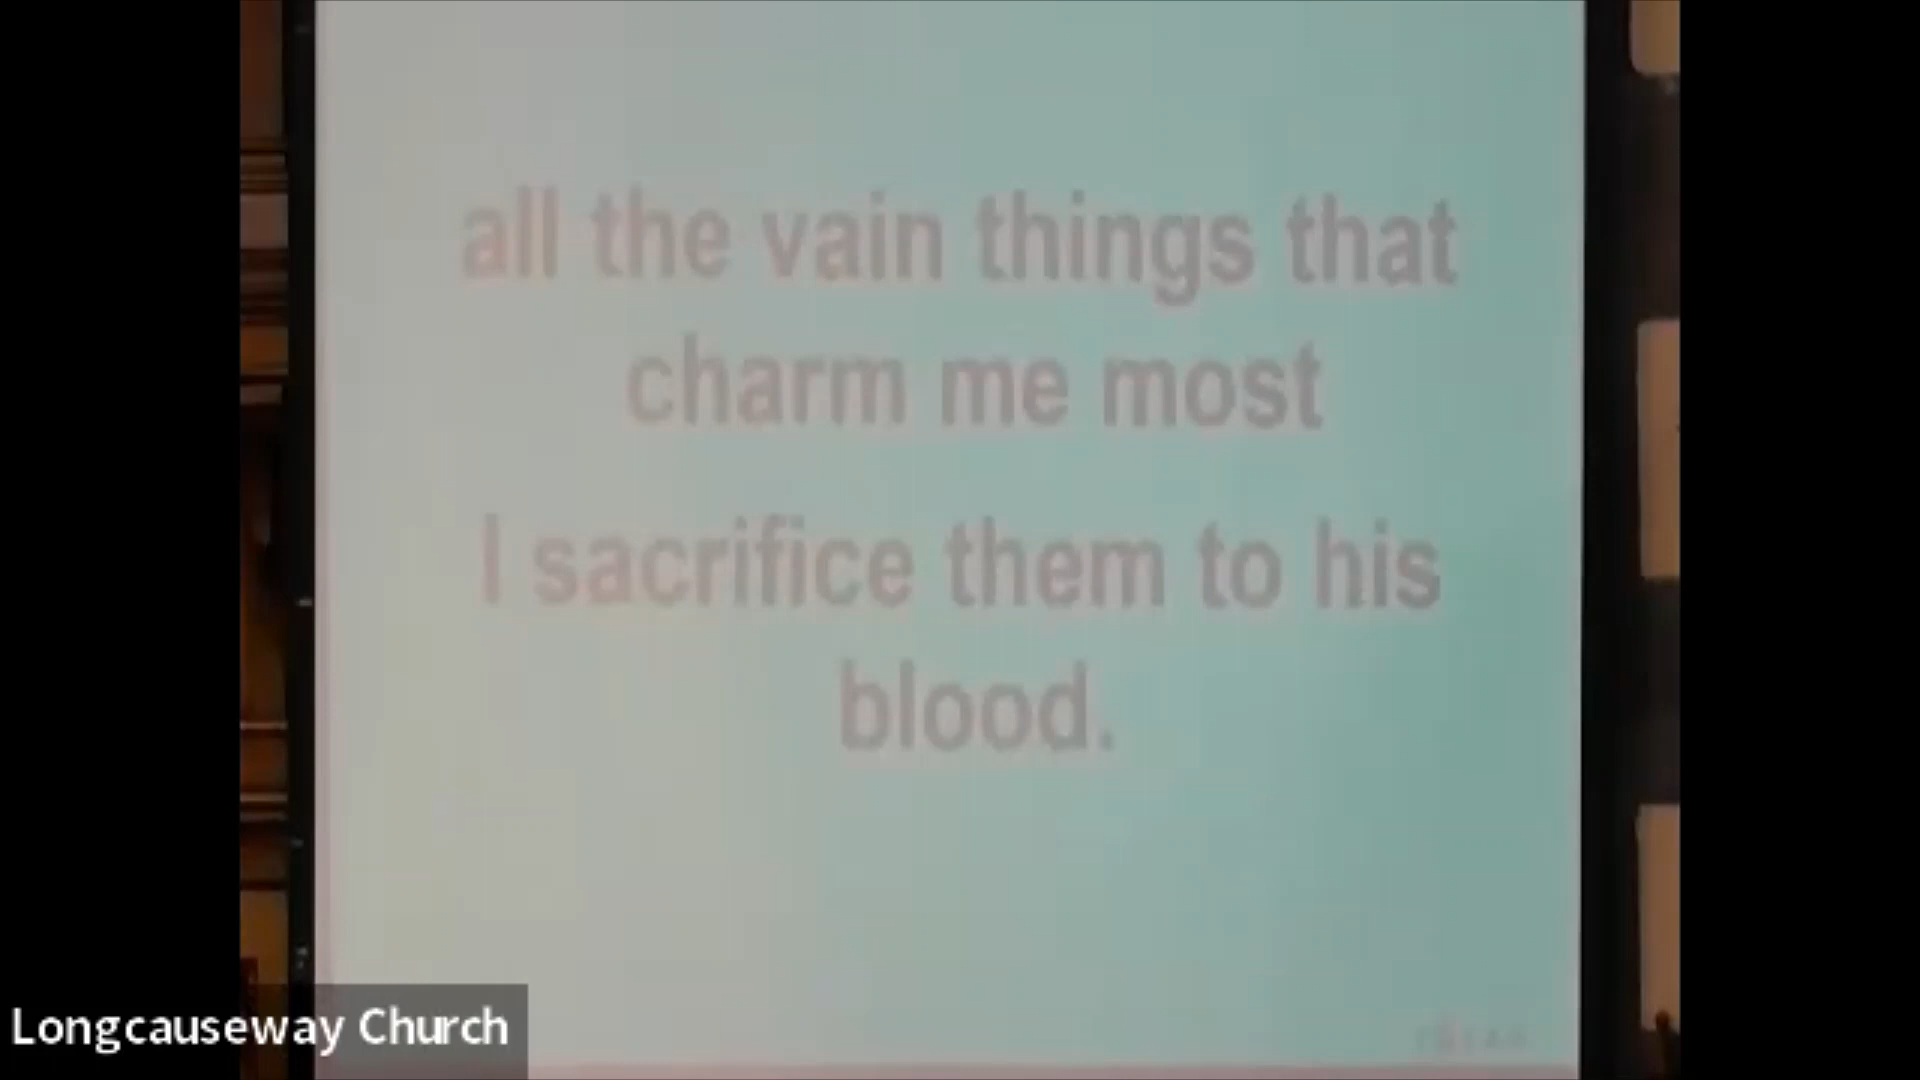 all the vain things that
charm me most
I sacrifice them to his
blood.
Longcauseway Church